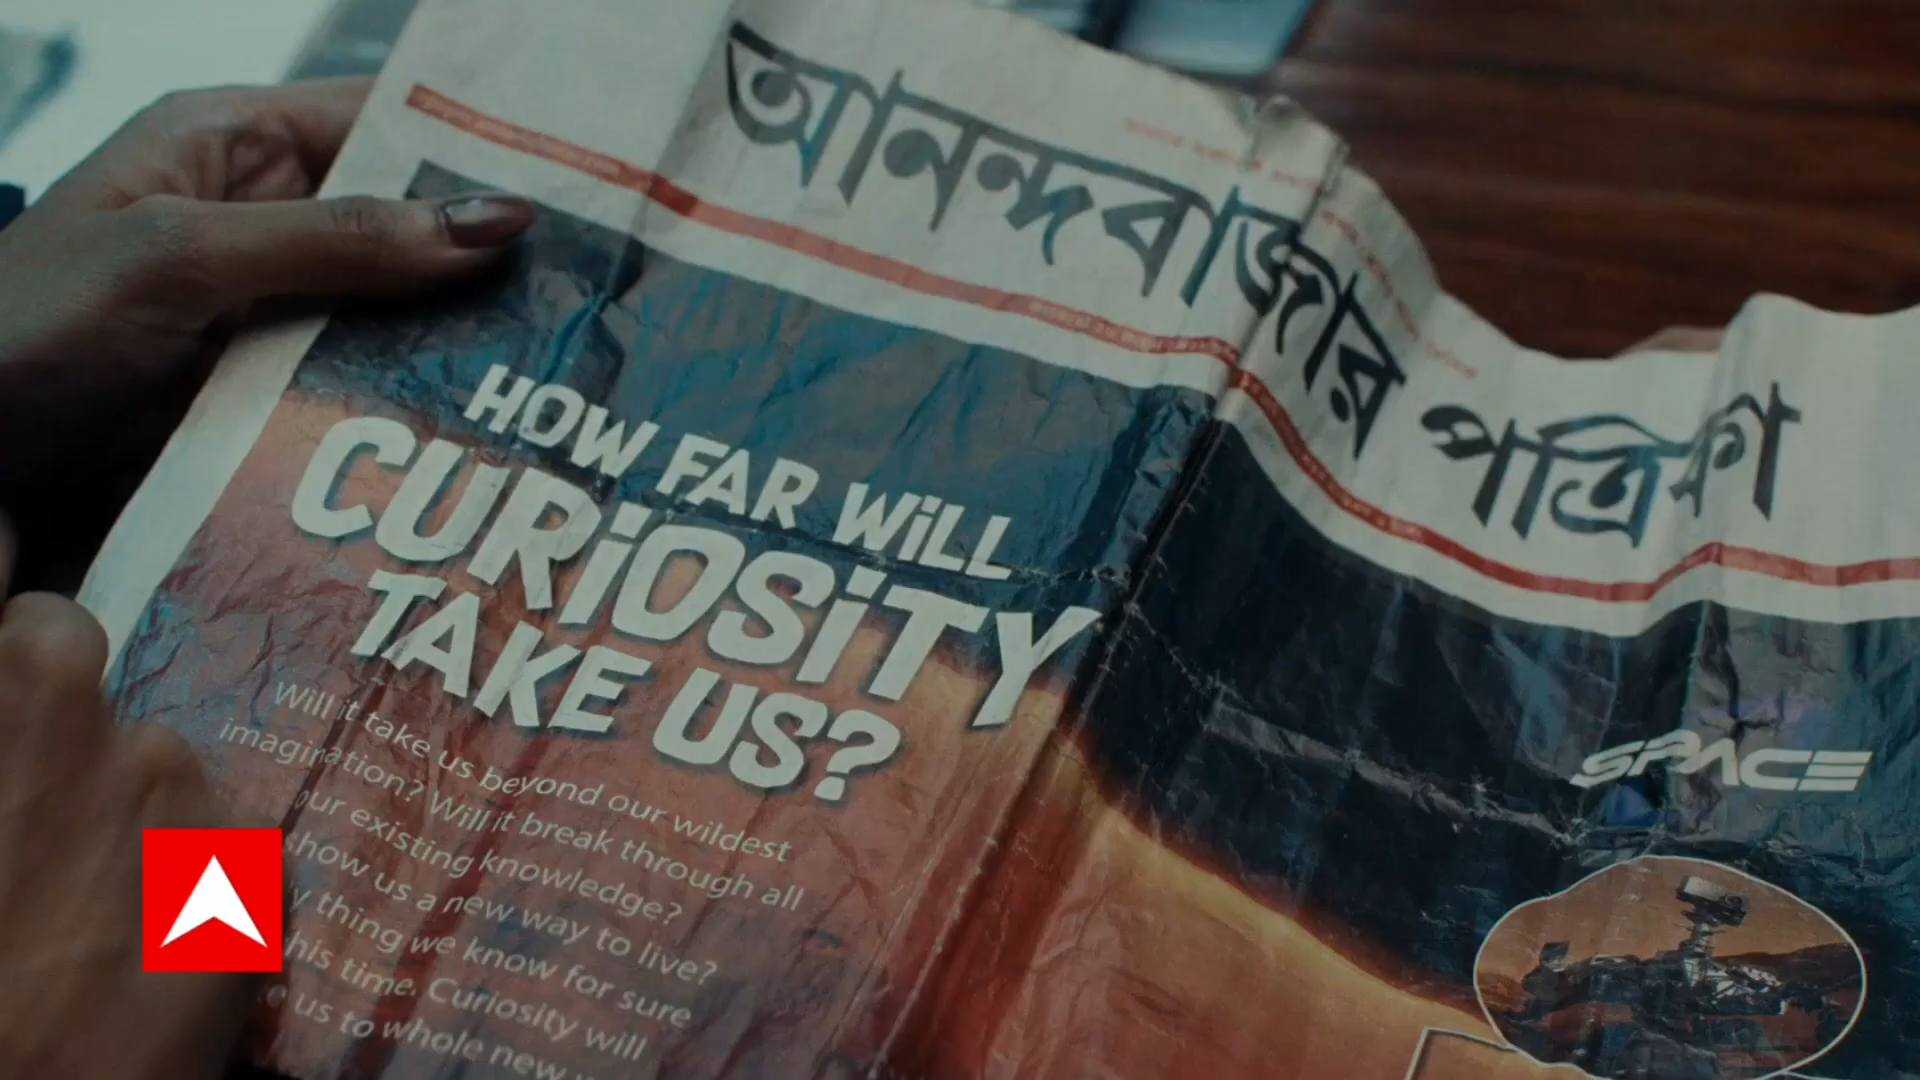 আনন্দবাজার পত্রিকা
HOW FAR WiLL
CURiOSiTY
TAKE US?
Will it take us beyond our wildest
imagination? Will it break through all
our existing knowledge?
show us a new way to live?
thing we know for sure
his time. Curiosity will
us to whole new
SPACE